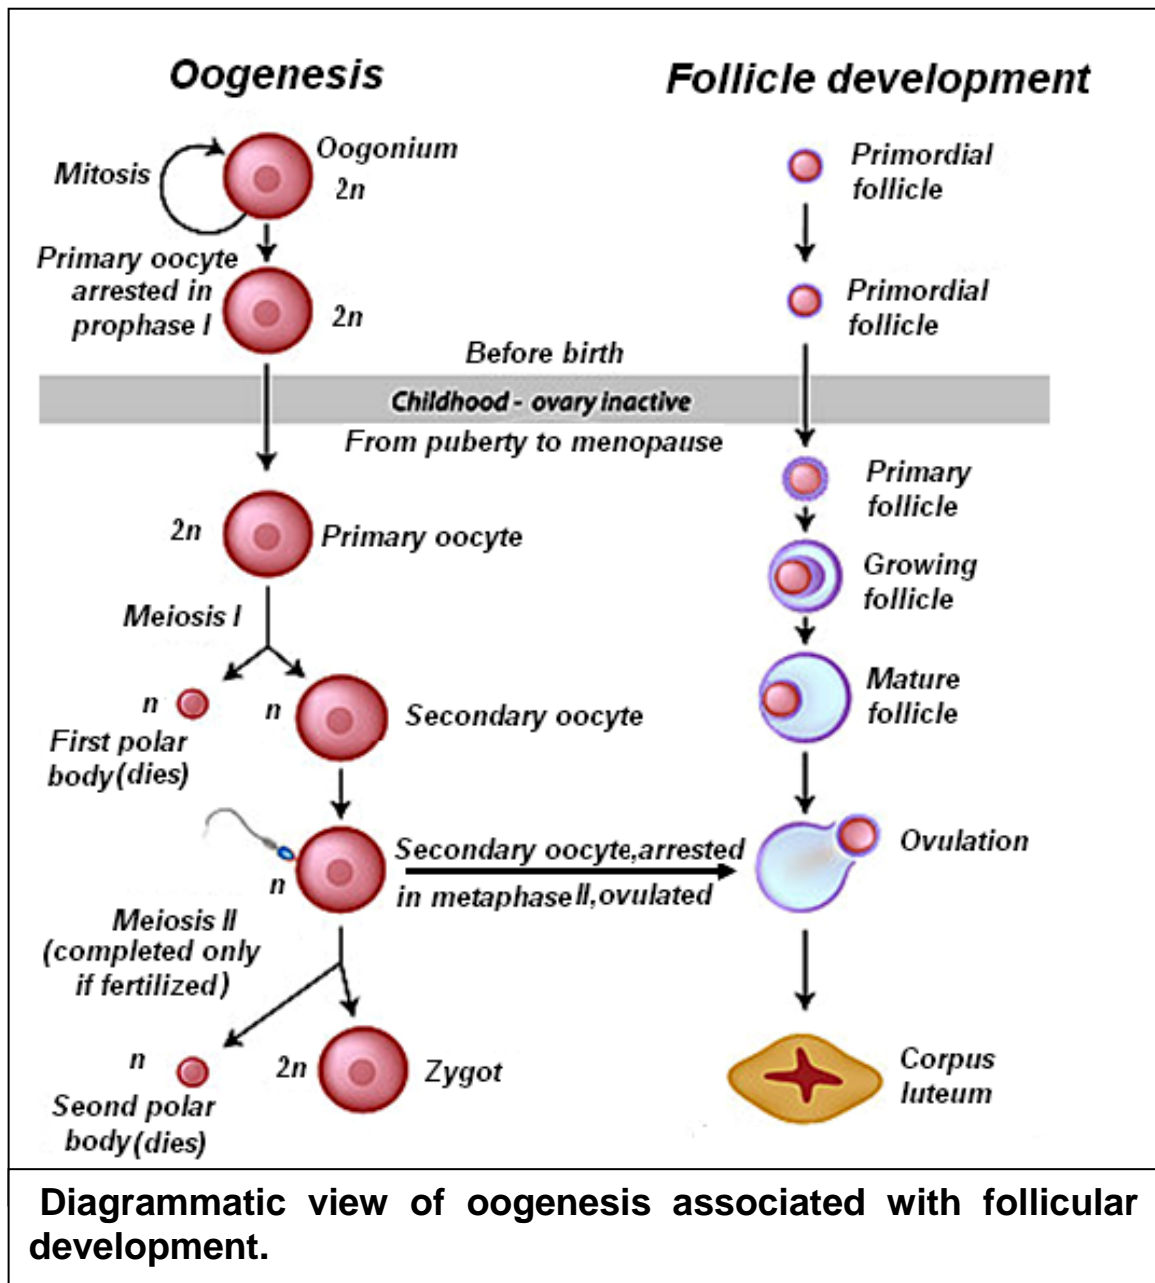 Oogenesis
Follicle development
Mitosis
Oogonium
2n
Primordial
follicle
Primary oocyte
arrested in
prophase I
2n
Primordial
follicle
Before birth
Childhood - ovary inactive
From puberty to menopause
2n
Primary oocyte
Primary
follicle
Meiosis I
Growing
follicle
n
First polar
body (dies)
n
Secondary oocyte
Mature
follicle
n
Secondary oocyte, arrested
in metaphase II, ovulated
Ovulation
Meiosis II
(completed only
if fertilized)
n
Seond polar
body (dies)
2n
Zygot
Corpus
luteum
Diagrammatic view of oogenesis associated with follicular
development.